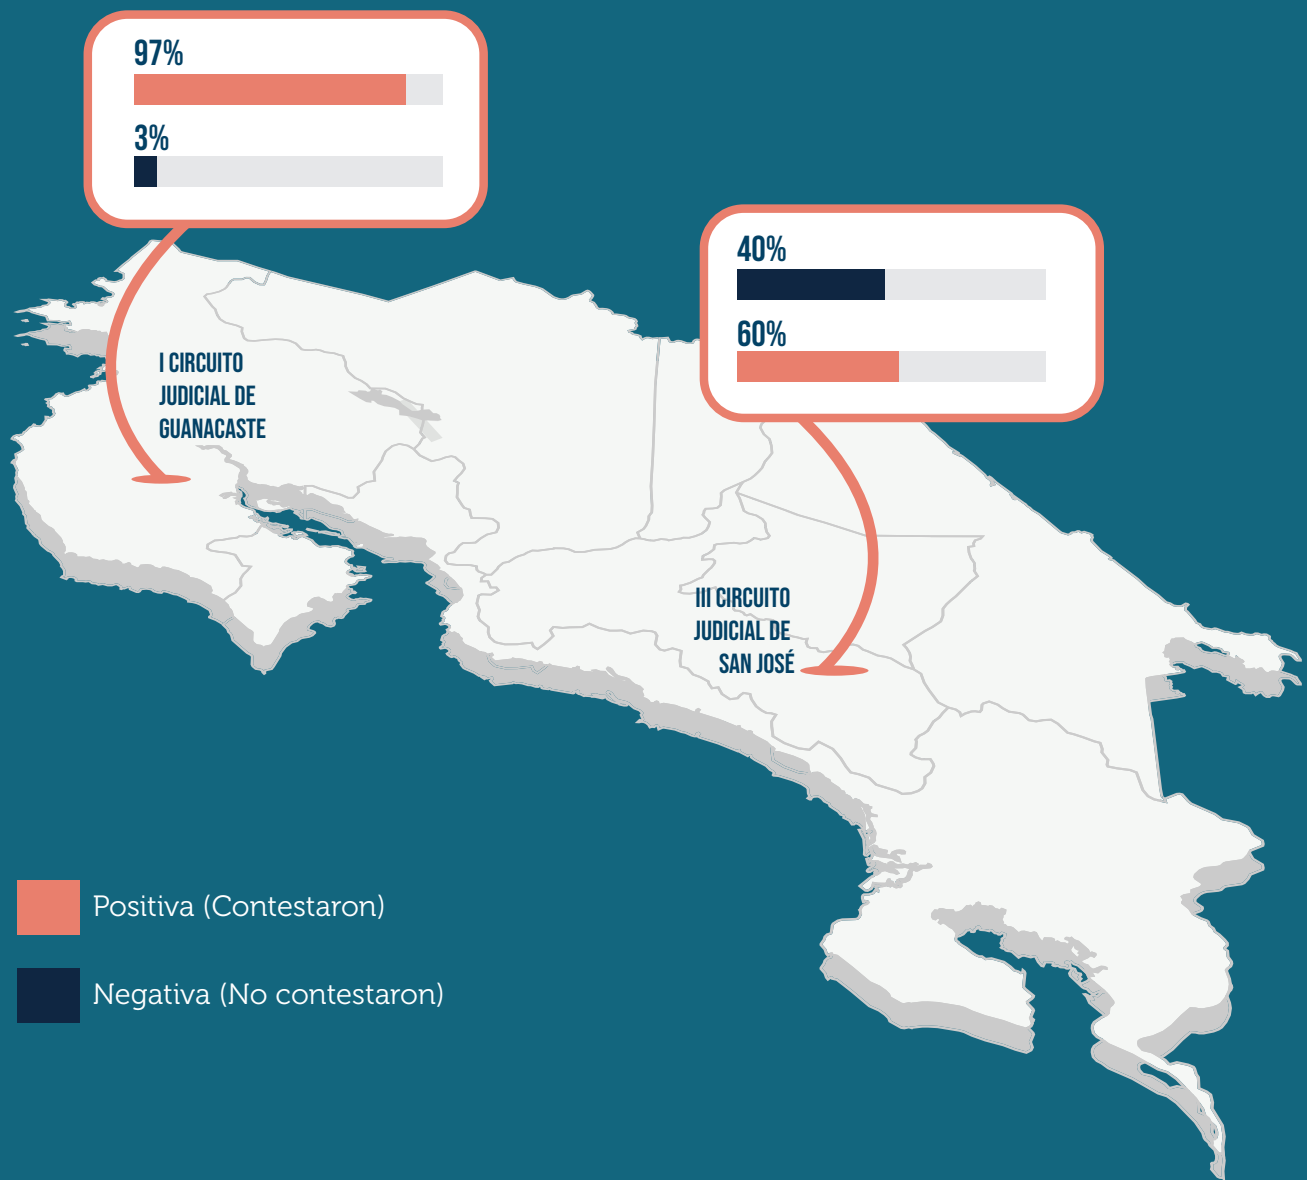 97%
3%
40%
60%
I CIRCUITO
JUDICIAL DE
GUANACASTE
III CIRCUITO
JUDICIAL DE
SAN JOSÉ
Positiva (Contestaron)
Negativa (No contestaron)